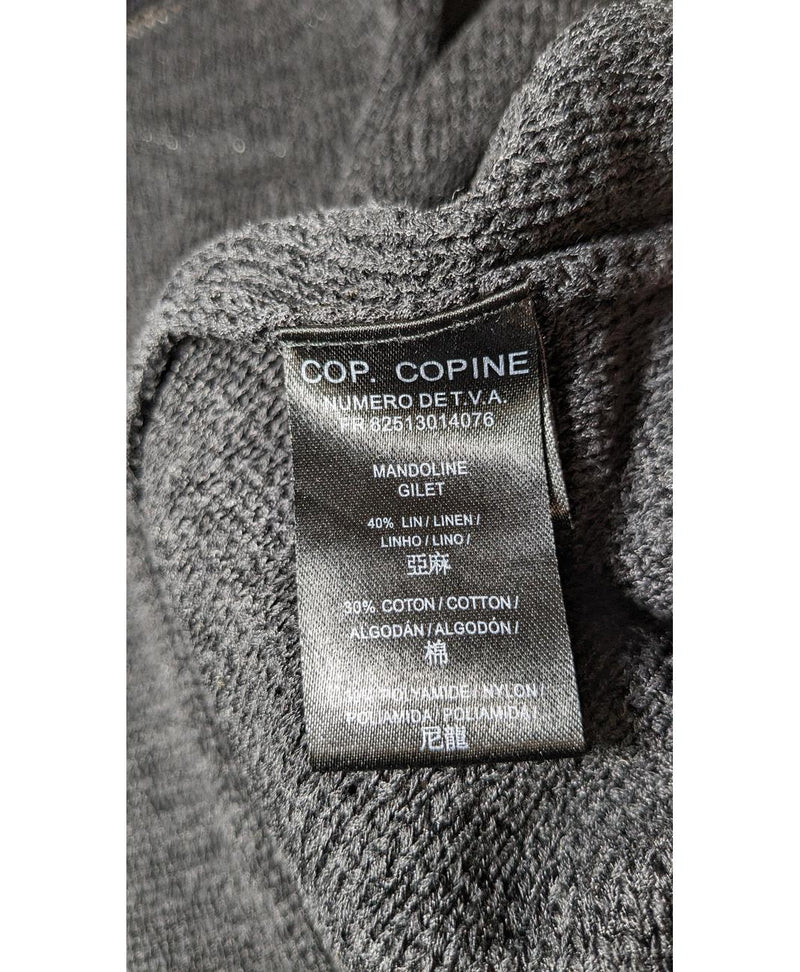 COP. COPINE
NUMERO DE T.V.A.
FR 82513014076
MANDOLINE
GILET
40% LIN / LINEN /
LINHO / LINO /
亞麻
30% COTON / COTTON /
ALGODÁN / ALGODÓN /
棉
POLYAMIDE / NYLON /
POLIAMIDA POLIAMIDA /
尼龍